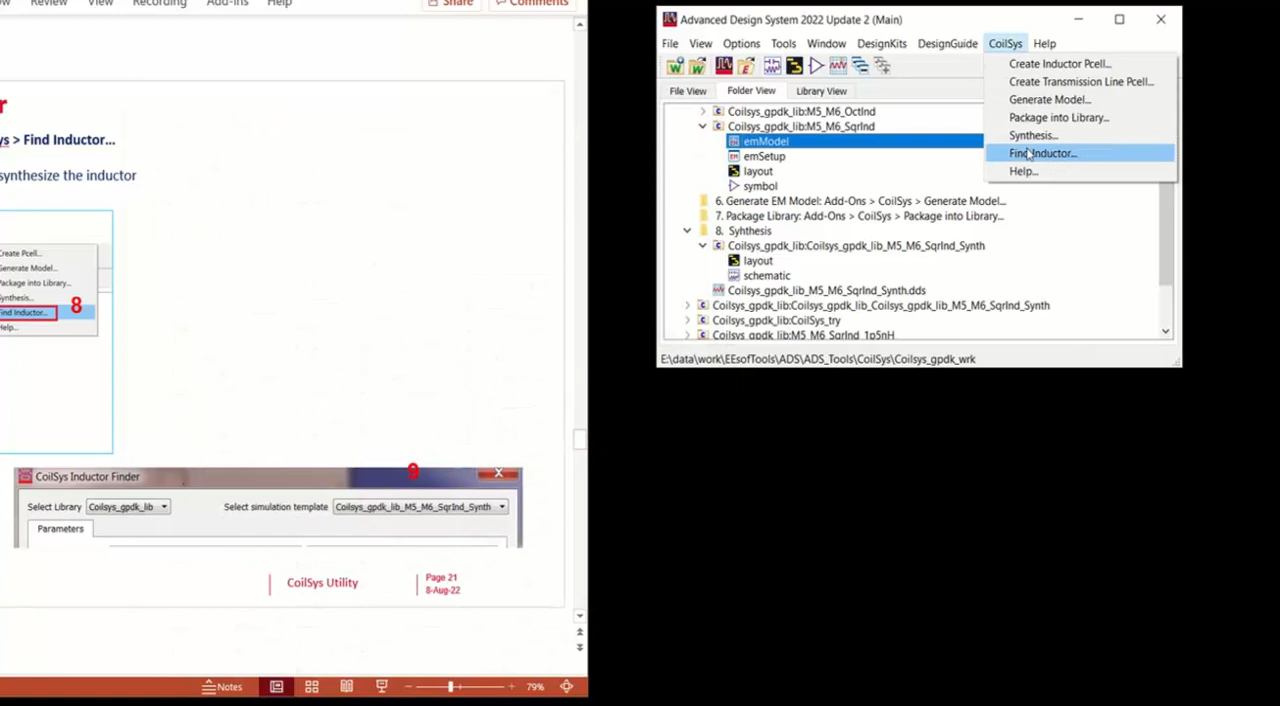 Review View Recording Add-ins Help
Share Comments
r
ys > Find Inductor...
synthesize the inductor
Create Pcell...
Generate Model...
Package into Library...
Synthesis...
Find Inductor...
Help...
8
9
CoilSys Inductor Finder
Select Library Coilsys_gpdk_lib Select simulation template Coilsys_gpdk_lib_M5_M6_SqrInd_Synth
Parameters
CoilSys Utility
Page 21
8-Aug-22
Notes
79%
Advanced Design System 2022 Update 2 (Main)
File View Options Tools Window DesignKits DesignGuide CoilSys Help
File View Folder View Library View
Coilsys_gpdk_lib:M5_M6_OctInd
Coilsys_gpdk_lib:M5_M6_SqrInd
emModel
emSetup
layout
symbol
6. Generate EM Model: Add-Ons > CoilSys > Generate Model...
7. Package Library: Add-Ons > CoilSys > Package into Library...
8. Syhthesis
Coilsys_gpdk_lib:Coilsys_gpdk_lib_M5_M6_SqrInd_Synth
layout
schematic
Coilsys_gpdk_lib_M5_M6_SqrInd_Synth.dds
Coilsys_gpdk_lib:Coilsys_gpdk_lib_Coilsys_gpdk_lib_M5_M6_SqrInd_Synth
Coilsys_gpdk_lib:CoilSys_try
Coilsys_gpdk_lib:M5_M6_SqrInd_1p5nH
E:\data\work\EEsofTools\ADS\ADS_Tools\CoilSys\Coilsys_gpdk_wrk
Create Inductor Pcell...
Create Transmission Line Pcell...
Generate Model...
Package into Library...
Synthesis...
Find Inductor...
Help...